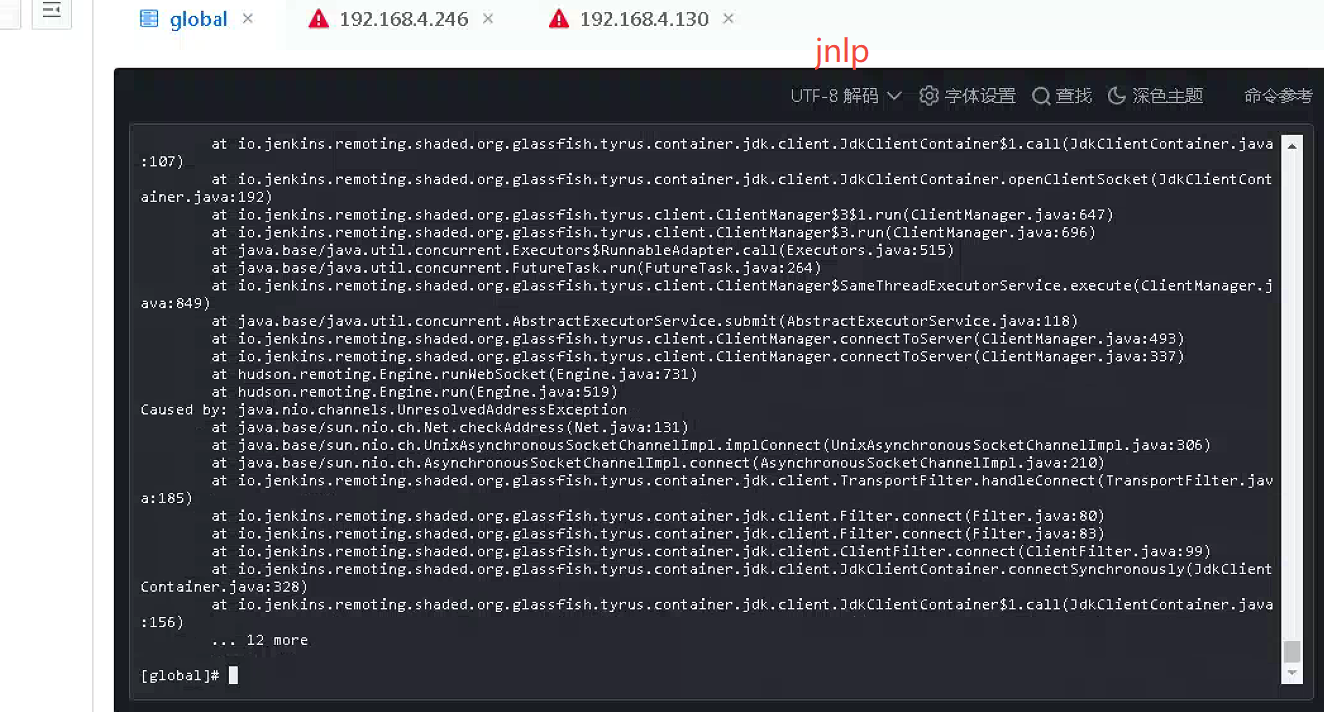 global × 192.168.4.246 × 192.168.4.130 ×
jnlp
UTF-8 解码 字体设置 查找 深色主题 命令参考
at io.jenkins.remoting.shaded.org.glassfish.tyrus.container.jdk.client.JdkClientContainer$1.call(JdkClientContainer.java
:107)
at io.jenkins.remoting.shaded.org.glassfish.tyrus.container.jdk.client.JdkClientContainer.openClientSocket(JdkClientCont
ainer.java:192)
at io.jenkins.remoting.shaded.org.glassfish.tyrus.client.ClientManager$3$1.run(ClientManager.java:647)
at io.jenkins.remoting.shaded.org.glassfish.tyrus.client.ClientManager$3.run(ClientManager.java:696)
at java.base/java.util.concurrent.Executors$RunnableAdapter.call(Executors.java:515)
at java.base/java.util.concurrent.FutureTask.run(FutureTask.java:264)
at io.jenkins.remoting.shaded.org.glassfish.tyrus.client.ClientManager$SameThreadExecutorService.execute(ClientManager.j
ava:849)
at java.base/java.util.concurrent.AbstractExecutorService.submit(AbstractExecutorService.java:118)
at io.jenkins.remoting.shaded.org.glassfish.tyrus.client.ClientManager.connectToServer(ClientManager.java:493)
at io.jenkins.remoting.shaded.org.glassfish.tyrus.client.ClientManager.connectToServer(ClientManager.java:337)
at hudson.remoting.Engine.runWebSocket(Engine.java:731)
at hudson.remoting.Engine.run(Engine.java:519)
Caused by: java.nio.channels.UnresolvedAddressException
at java.base/sun.nio.ch.Net.checkAddress(Net.java:131)
at java.base/sun.nio.ch.UnixAsynchronousSocketChannelImpl.implConnect(UnixAsynchronousSocketChannelImpl.java:306)
at java.base/sun.nio.ch.AsynchronousSocketChannelImpl.connect(AsynchronousSocketChannelImpl.java:210)
at io.jenkins.remoting.shaded.org.glassfish.tyrus.container.jdk.client.TransportFilter.handleConnect(TransportFilter.jav
a:185)
at io.jenkins.remoting.shaded.org.glassfish.tyrus.container.jdk.client.Filter.connect(Filter.java:80)
at io.jenkins.remoting.shaded.org.glassfish.tyrus.container.jdk.client.Filter.connect(Filter.java:83)
at io.jenkins.remoting.shaded.org.glassfish.tyrus.container.jdk.client.ClientFilter.connect(ClientFilter.java:99)
at io.jenkins.remoting.shaded.org.glassfish.tyrus.container.jdk.client.JdkClientContainer.connectSynchronously(JdkClient
Container.java:328)
at io.jenkins.remoting.shaded.org.glassfish.tyrus.container.jdk.client.JdkClientContainer$1.call(JdkClientContainer.java
:156)
... 12 more
[global]#